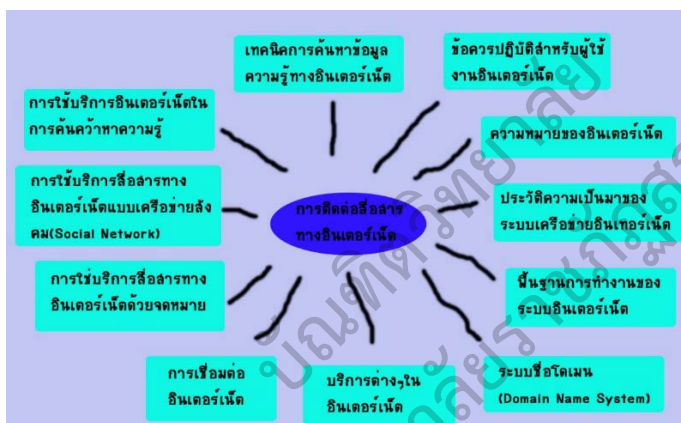 เทคนิคการค้นหาข้อมูล
ความรู้ทางอินเตอร์เน็ต
ข้อควรปฏิบัติสำหรับผู้ใช้
งานอินเตอร์เน็ต
การใช้บริการอินเตอร์เน็ตใน
การค้นคว้าหาความรู้
ความหมายของอินเตอร์เน็ต
การใช้บริการสื่อสารทาง
อินเตอร์เน็ตแบบเครือข่ายสัง
คม(Social Network)
การติดต่อสื่อสาร
ทางอินเตอร์เน็ต
ประวัติความเป็นมาของ
ระบบเครือข่ายอินเทอร์เน็ต
การใช้บริการสื่อสารทาง
อินเตอร์เน็ตด้วยจดหมาย
พื้นฐานการทำงานของ
ระบบอินเตอร์เน็ต
การเชื่อมต่อ
อินเตอร์เน็ต
บริการต่างๆใน
อินเตอร์เน็ต
ระบบชื่อโดเมน
(Domain Name System)
บัณฑิตวิทยาลัย